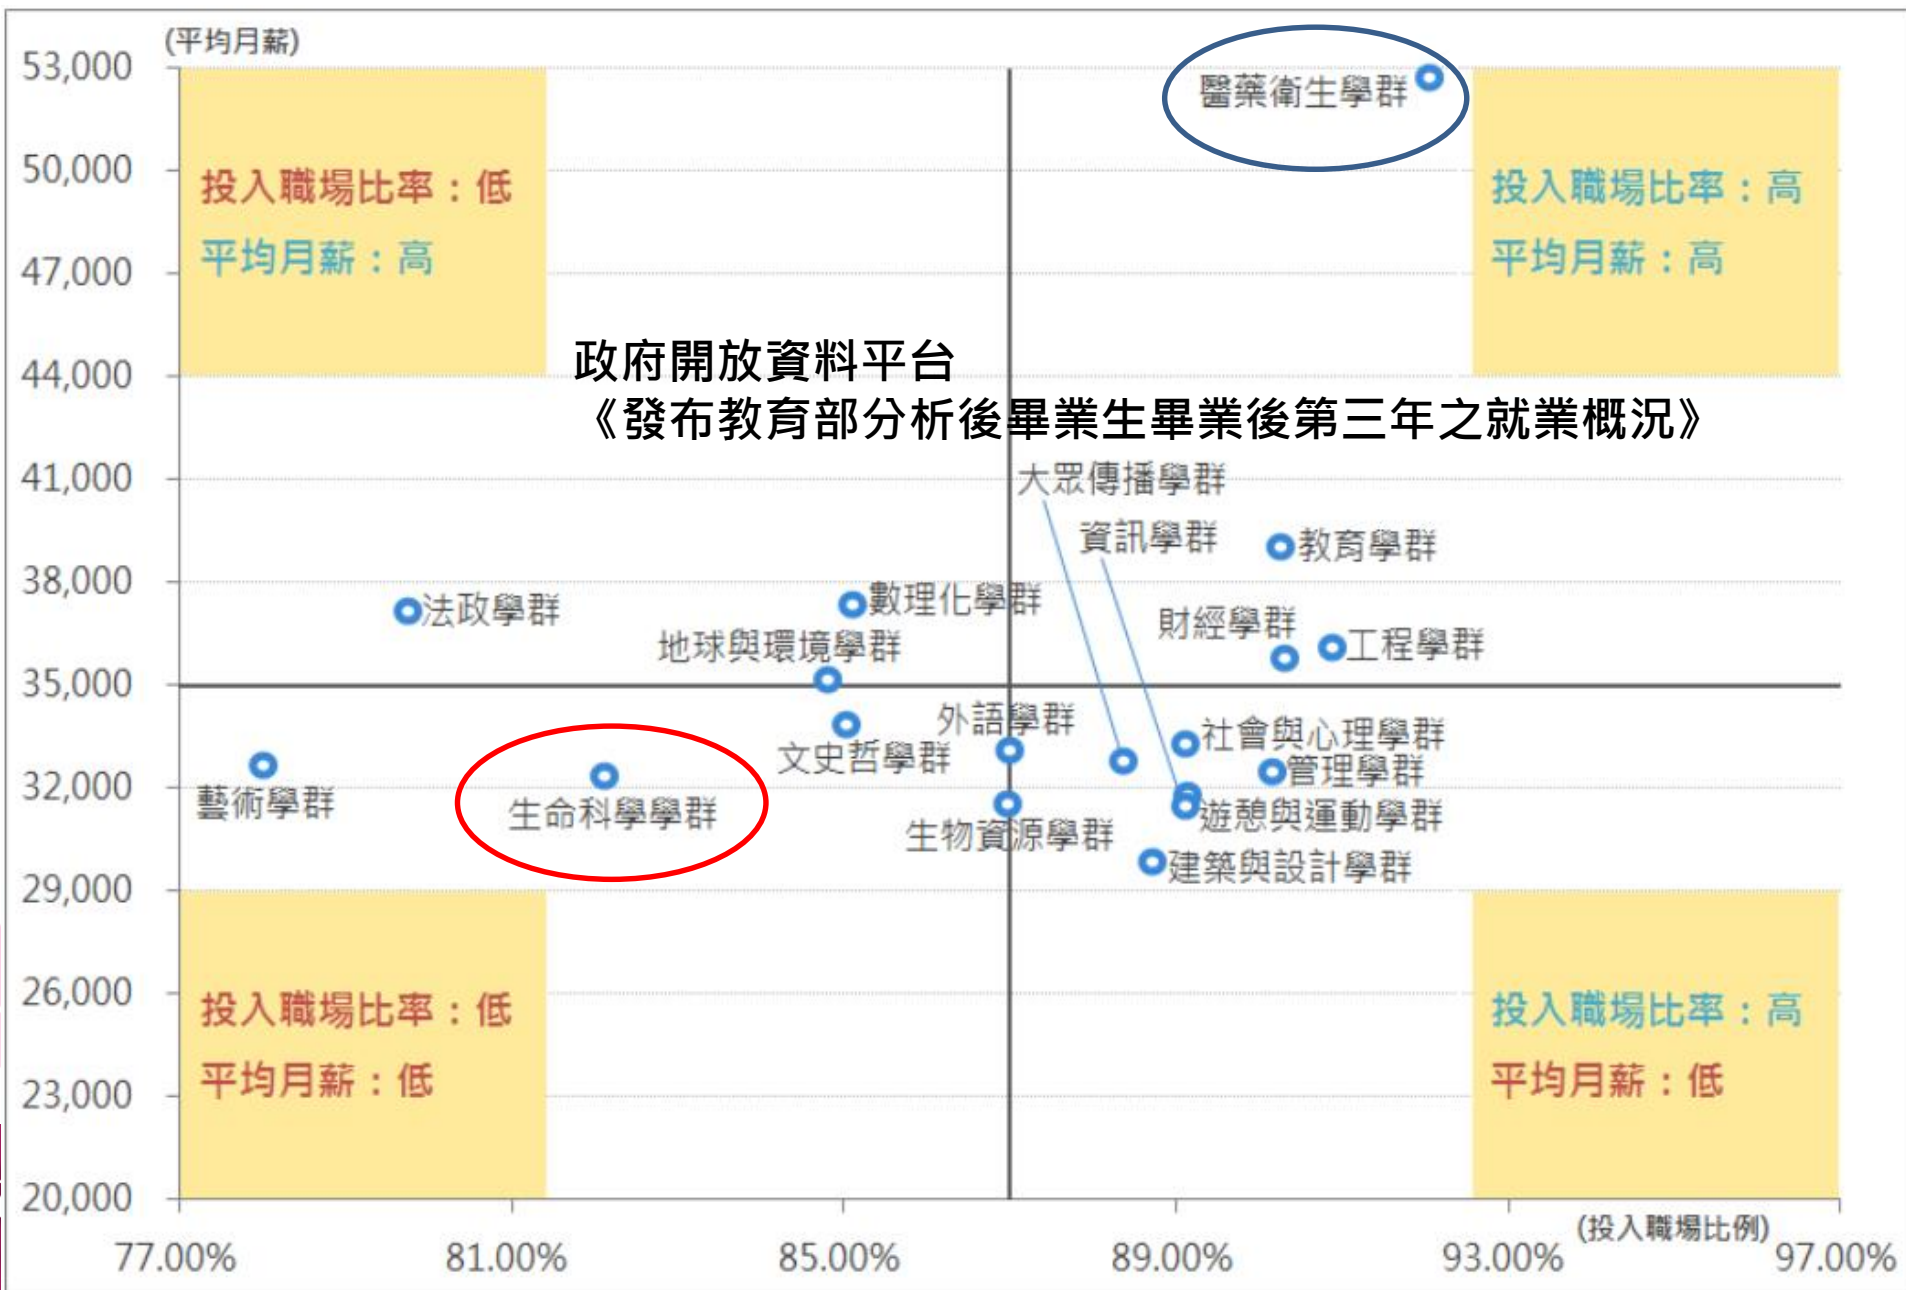 (平均月薪)
53,000
醫藥衛生學群
50,000
投入職場比率：低
平均月薪：高
投入職場比率：高
平均月薪：高
47,000
44,000
政府開放資料平台
《發布教育部分析後畢業生畢業後第三年之就業概況》
41,000
大眾傳播學群
資訊學群
教育學群
38,000
法政學群
數理化學群
財經學群
地球與環境學群
工程學群
35,000
外語學群
社會與心理學群
文史哲學群
管理學群
32,000
藝術學群
生命科學學群
遊憩與運動學群
生物資源學群
建築與設計學群
29,000
26,000
投入職場比率：低
平均月薪：低
投入職場比率：高
平均月薪：低
23,000
20,000
(投入職場比例)
77.00% 81.00% 85.00% 89.00% 93.00% 97.00%